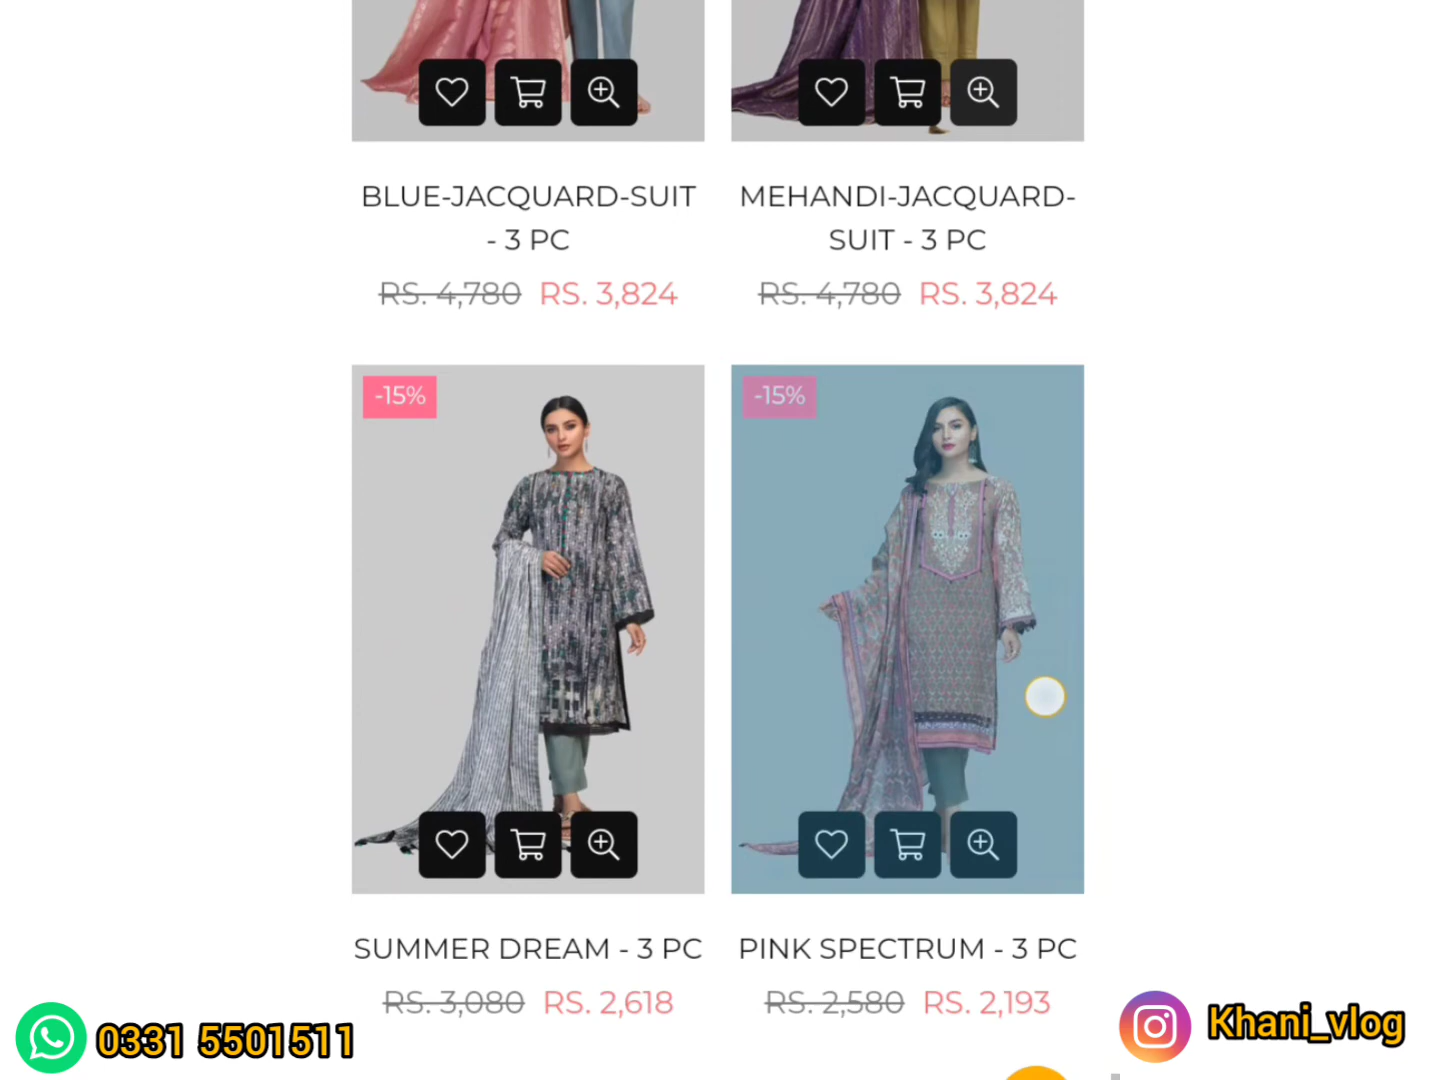 BLUE-JACQUARD-SUIT
- 3 PC
RS. 4,780 RS. 3,824
MEHANDI-JACQUARD-
SUIT - 3 PC
RS. 4,780 RS. 3,824
-15%
-15%
SUMMER DREAM - 3 PC
RS. 3,080 RS. 2,618
PINK SPECTRUM - 3 PC
RS. 2,580 RS. 2,193
0331 5501511
Khani_vlog